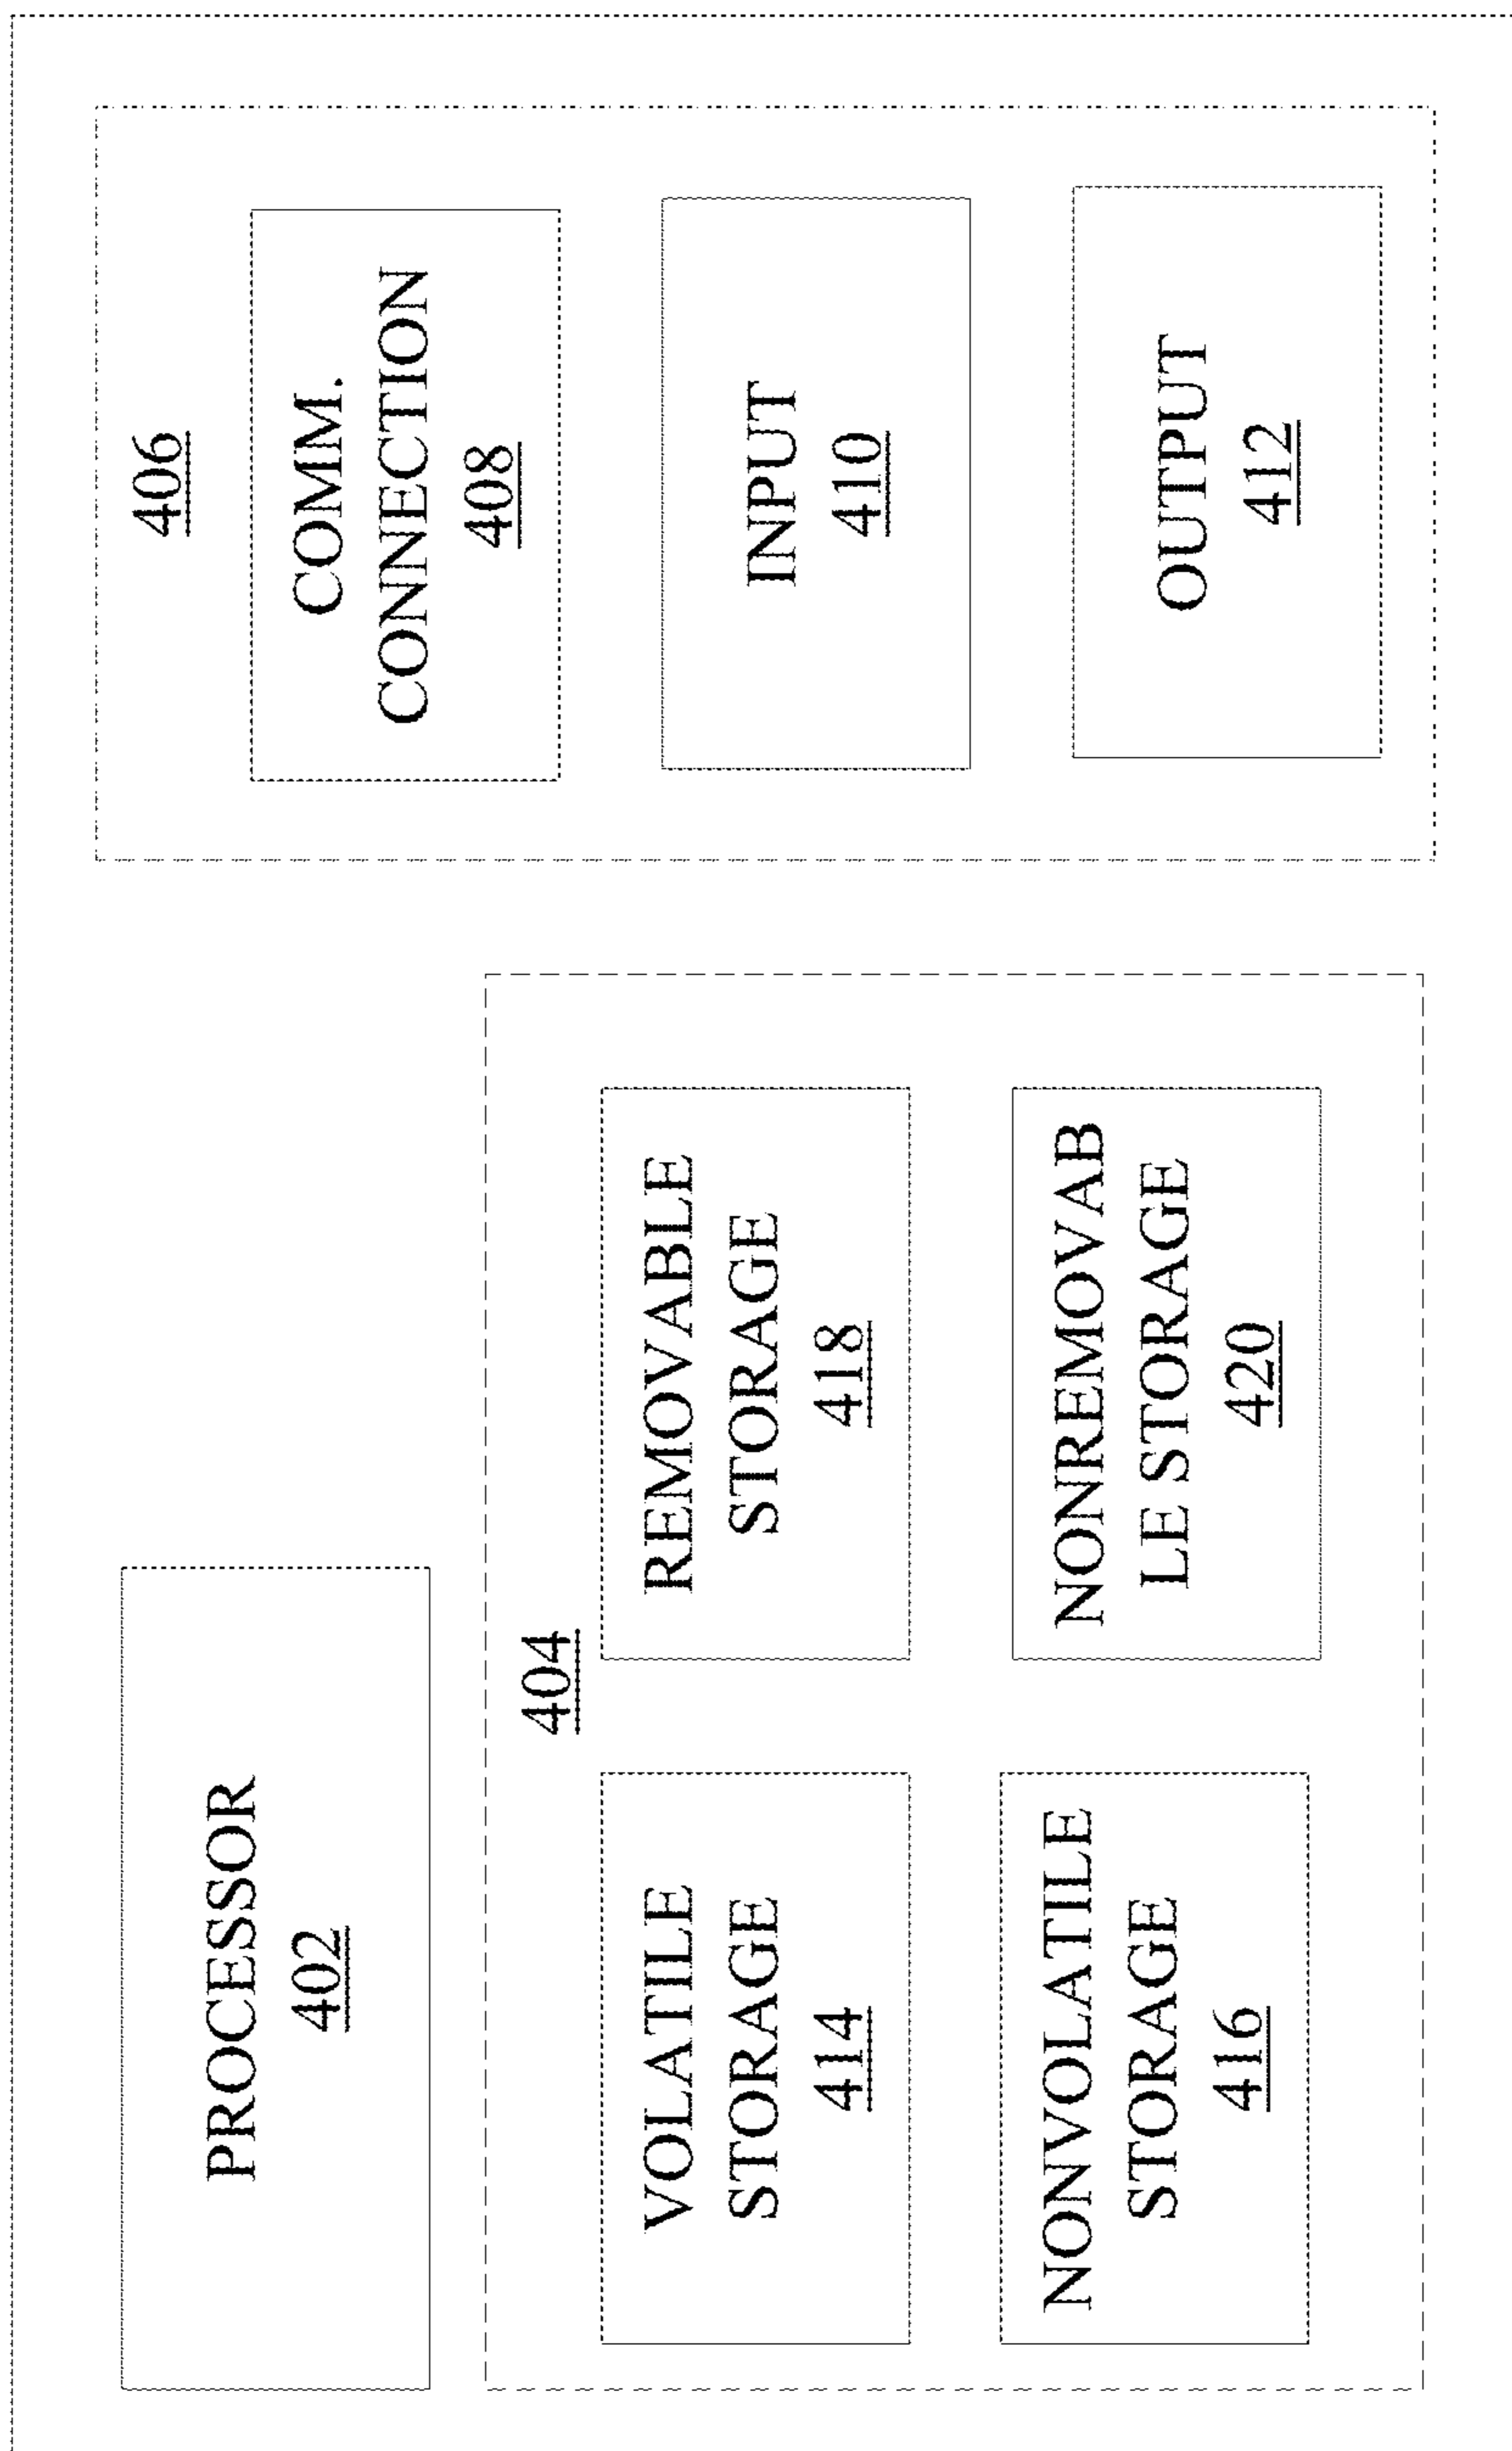 PROCESSOR
402
404
VOLATILE
STORAGE
414
NONVOLATILE
STORAGE
416
REMOVABLE
STORAGE
418
NONREMOVAB
LE STORAGE
420
406
COMM.
CONNECTION
408
INPUT
410
OUTPUT
412